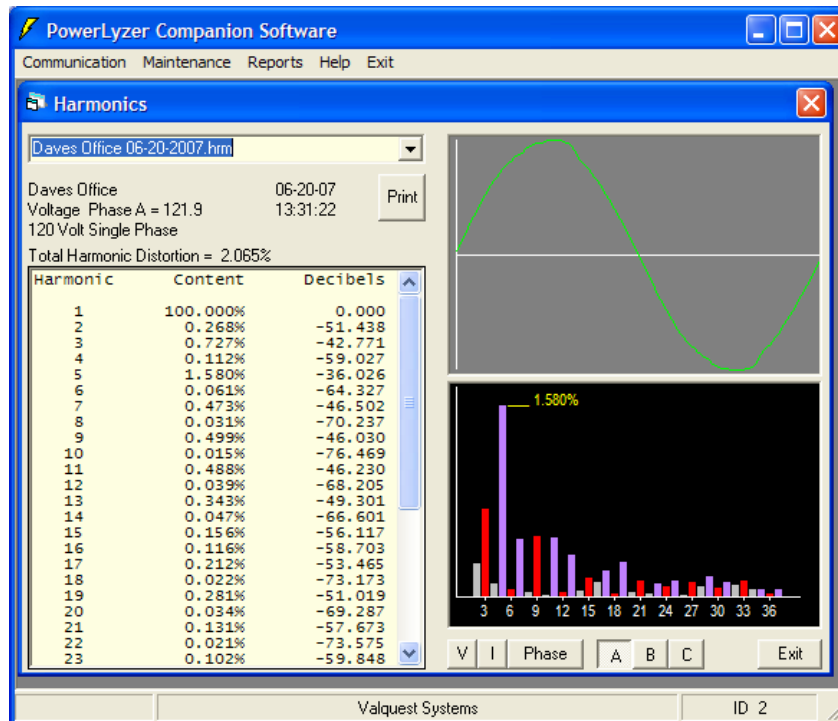 PowerLyzer Companion Software
Communication Maintenance Reports Help Exit
Harmonics
Daves Office 06-20-2007.hrm
Daves Office 06-20-07
Voltage Phase A = 121.9 13:31:22
120 Volt Single Phase
Print
Total Harmonic Distortion = 2.065%
Harmonic Content Decibels
1 100.000% 0.000
2 0.268% -51.438
3 0.727% -42.771
4 0.112% -59.027
5 1.580% -36.026
6 0.061% -64.327
7 0.473% -46.502
8 0.031% -70.237
9 0.499% -46.030
10 0.015% -76.469
11 0.488% -46.230
12 0.039% -68.205
13 0.343% -49.301
14 0.047% -66.601
15 0.156% -56.117
16 0.116% -58.703
17 0.212% -53.465
18 0.022% -73.173
19 0.281% -51.019
20 0.034% -69.287
21 0.131% -57.673
22 0.021% -73.575
23 0.102% -59.848
1.580%
3 6 9 12 15 18 21 24 27 30 33 36
V I Phase A B C Exit
Valquest Systems ID 2